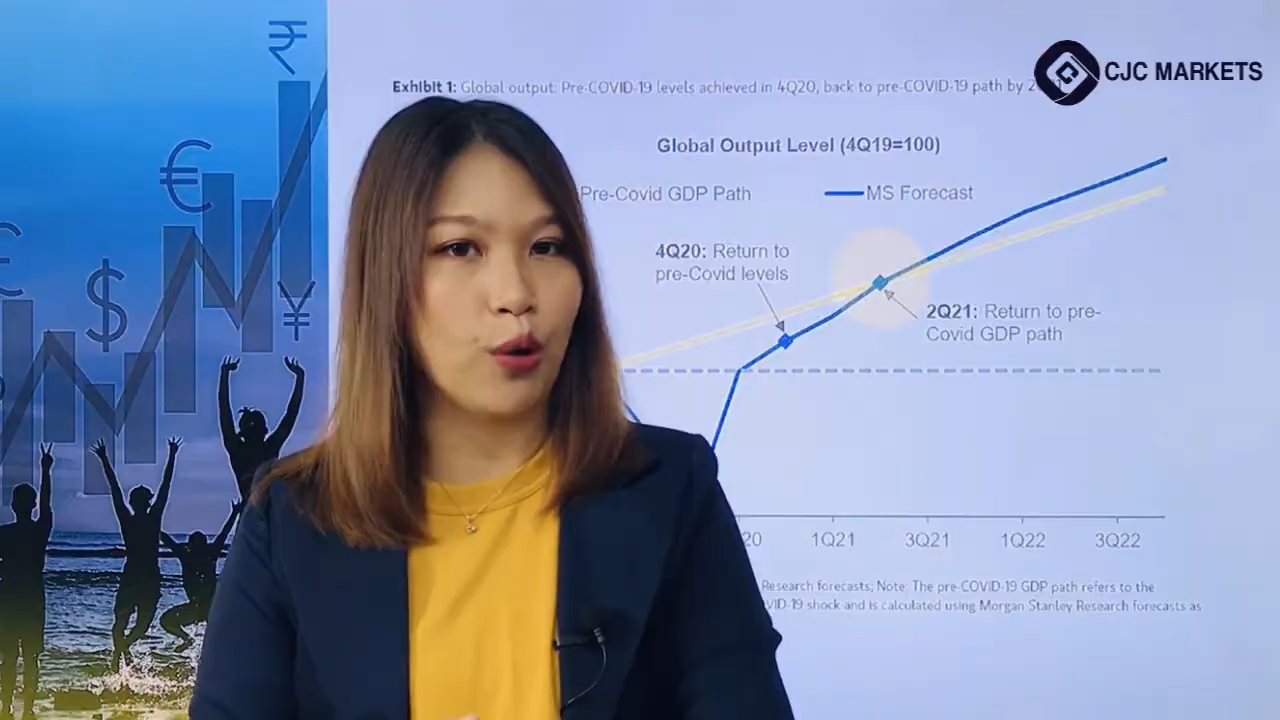 CJC MARKETS
Exhibit 1: Global output: Pre-COVID-19 levels achieved in 4Q20, back to pre-COVID-19 path by
Global Output Level (4Q19=100)
Pre-Covid GDP Path
MS Forecast
4Q20: Return to
pre-Covid levels
2Q21: Return to pre-
Covid GDP path
20 1Q21 3Q21 1Q22 3Q22
Research forecasts; Note: The pre-COVID-19 GDP path refers to the
VID-19 shock and is calculated using Morgan Stanley Research forecasts as
₹
€
$
¥